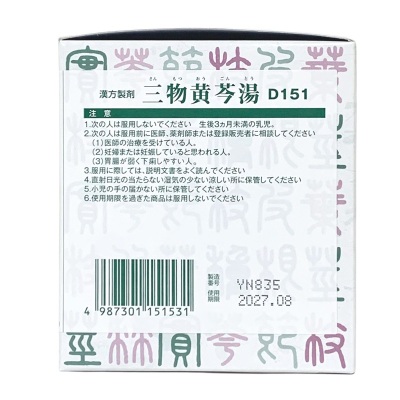 さん もつ おう ごん とう
漢方製剤 三物黄芩湯 D151
注意
1.次の人は服用しないでください 生後3ヵ月未満の乳児。
2.次の人は服用前に医師、薬剤師または登録販売者に相談してください
(1)医師の治療を受けている人。
(2)妊婦または妊娠していると思われる人。
(3)胃腸が弱く下痢しやすい人。
3.服用に際しては、説明文書をよく読んでください
4.直射日光の当たらない湿気の少ない涼しい所に保管してください
5.小児の手の届かない所に保管してください
6.使用期限を過ぎた商品は服用しないでください
製造番号 YN835
使用期限 2027.08
4 987301 151531